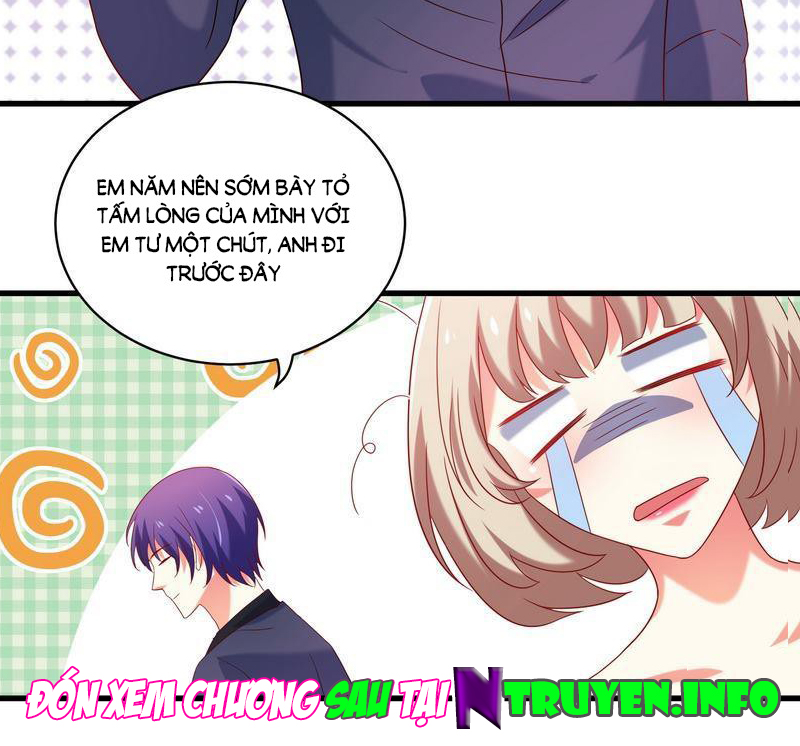 EM NĂM NÊN SỚM BÀY TỎ
TẤM LÒNG CỦA MÌNH VỚI
EM TƯ MỘT CHÚT, ANH ĐI
TRƯỚC ĐÂY
ĐÓN XEM CHƯƠNG SAU TẠI NTRUYEN.INFO